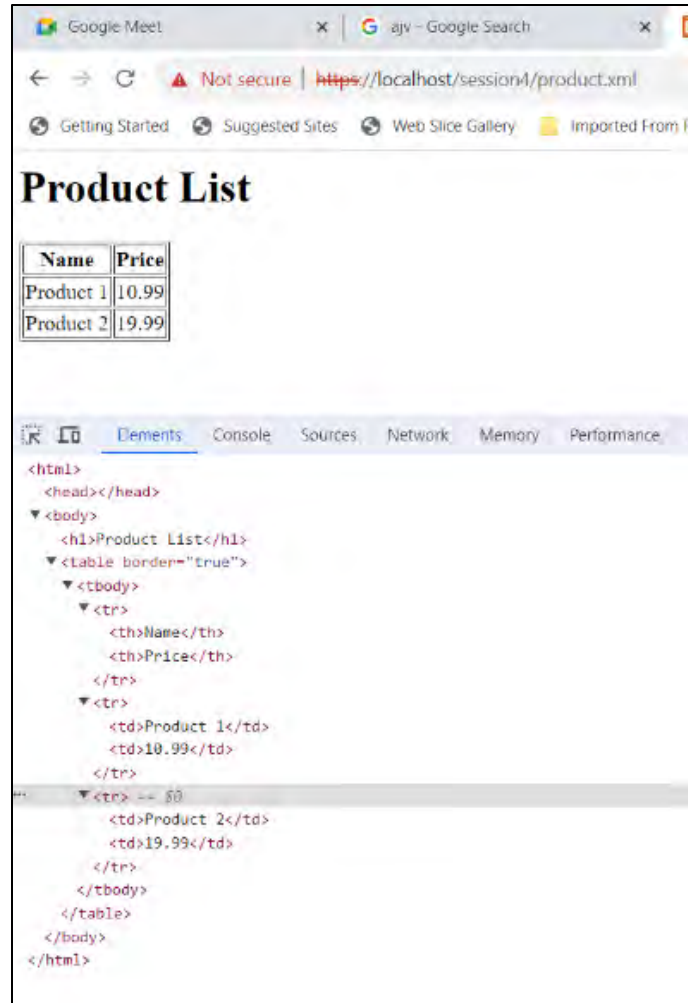 Google Meet
ajv - Google Search
Not secure | https://localhost/session4/product.xml
Getting Started Suggested Sites Web Slice Gallery Imported From
Product List
Name Price
Product 1 10.99
Product 2 19.99
Elements Console Sources Network Memory Performance
<html>
<head></head>
▼<body>
<h1>Product List</h1>
▼<table border="true">
▼<tbody>
▼<tr>
<th>Name</th>
<th>Price</th>
</tr>
▼<tr>
<td>Product 1</td>
<td>10.99</td>
</tr>
▼<tr> == $0
<td>Product 2</td>
<td>19.99</td>
</tr>
</tbody>
</table>
</body>
</html>